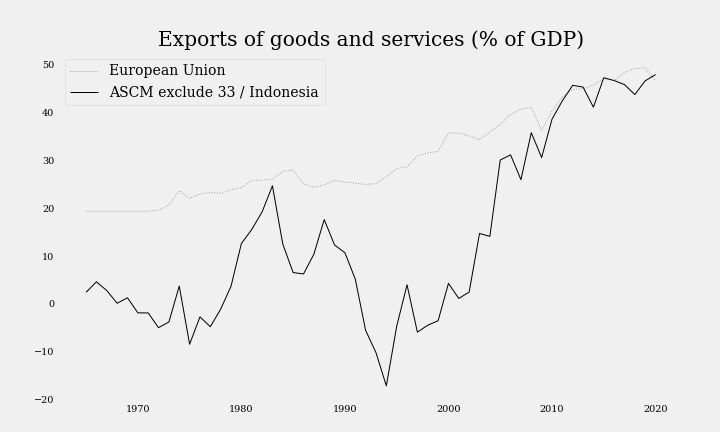 Exports of goods and services (% of GDP)
European Union
ASCM exclude 33 / Indonesia
50
40
30
20
10
0
−10
−20
1970 1980 1990 2000 2010 2020